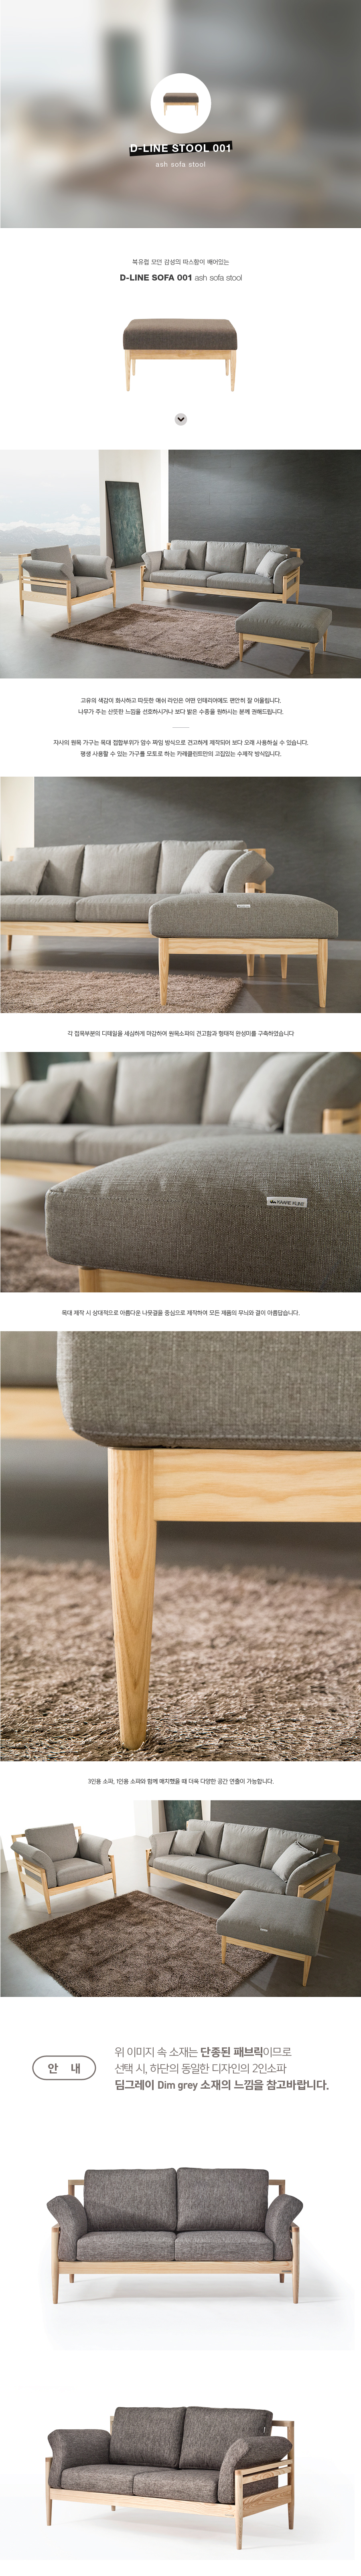 D-LINE STOOL 001
ash sofa stool
북유럽 모던 감성의 따스함이 배어있는
D-LINE SOFA 001 ash sofa stool
고유의 색감이 화사하고 따듯한 애쉬 라인은 어떤 인테리어에도 편안히 잘 어울립니다.
나무가 주는 산뜻한 느낌을 선호하시거나 보다 밝은 수종을 원하시는 분께 권해드립니다.
자사의 원목 가구는 목대 접합부위가 암수 짜임 방식으로 견고하게 제작되어 보다 오래 사용하실 수 있습니다.
평생 사용할 수 있는 가구를 모토로 하는 카레클린트만의 고집있는 수제작 방식입니다.
각 접목부분의 디테일을 세심하게 마감하여 원목소파의 견고함과 형태적 완성미를 구축하였습니다
KAARE KLINT
목대 제작 시 상대적으로 아름다운 나뭇결을 중심으로 제작하여 모든 제품의 무늬와 결이 아름답습니다.
3인용 소파, 1인용 소파와 함께 매치했을 때 더욱 다양한 공간 연출이 가능합니다.
안 내
위 이미지 속 소재는 단종된 패브릭이므로
선택 시, 하단의 동일한 디자인의 2인소파
딤그레이 Dim grey 소재의 느낌을 참고바랍니다.